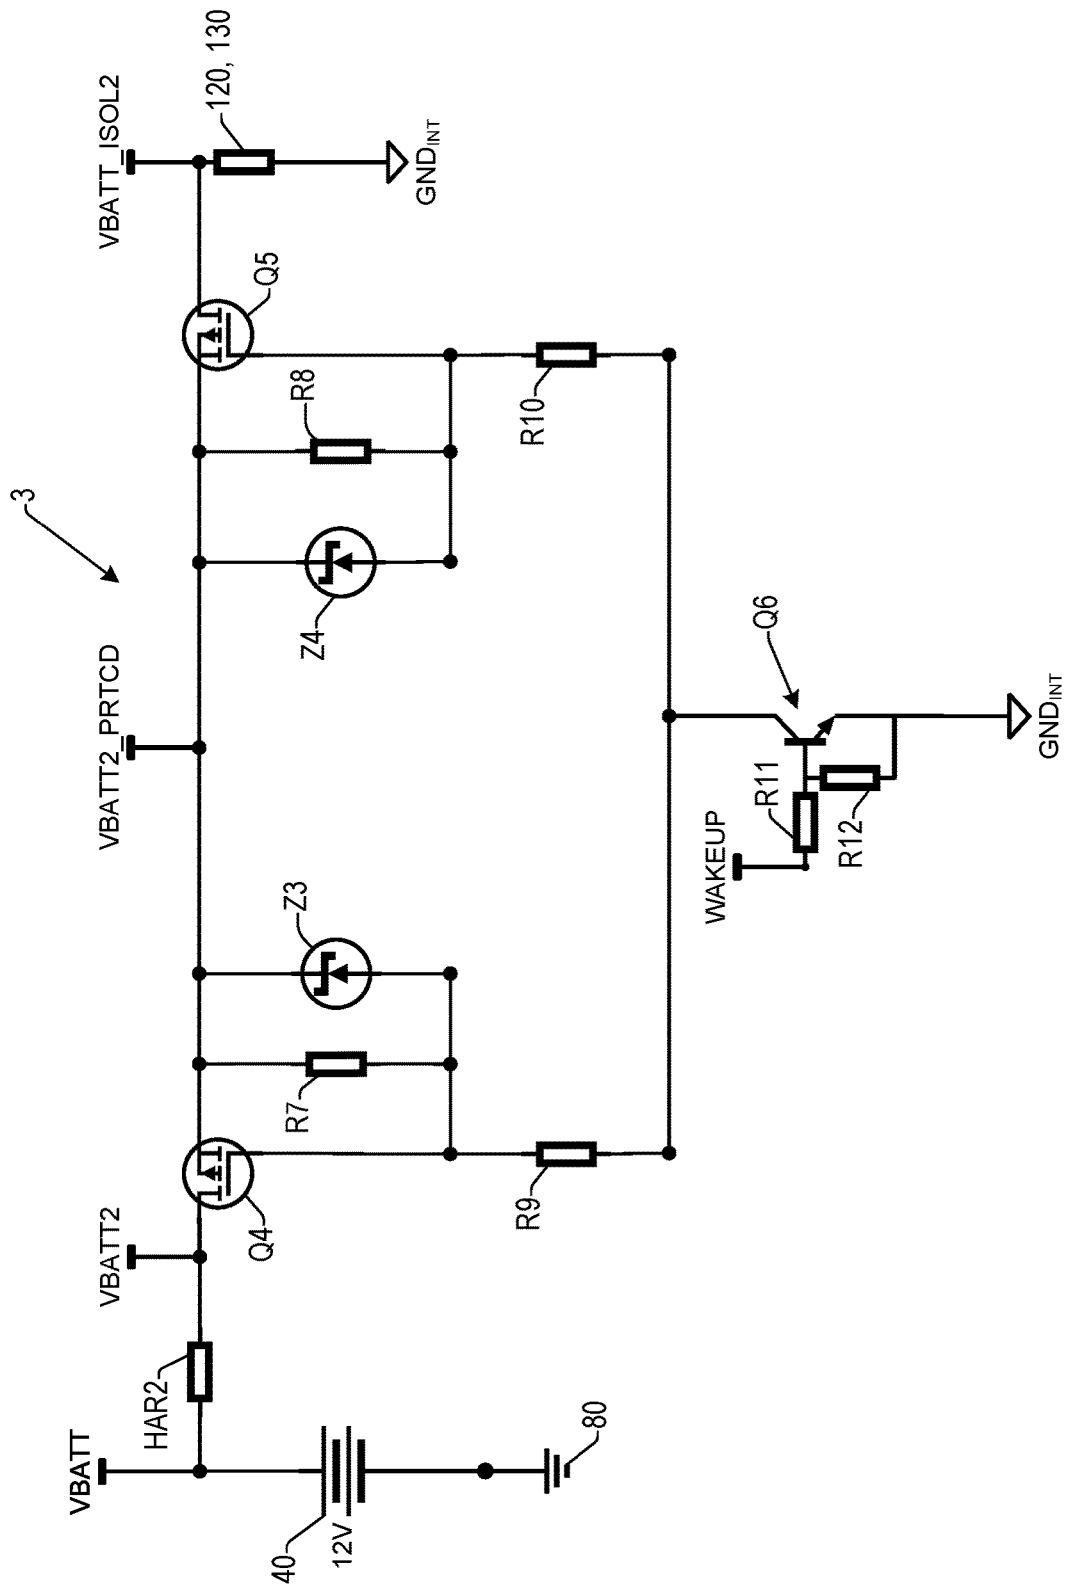 3
VBATT
HAR2
40
12V
80
VBATT2
Q4
R7
Z3
R9
VBATT2_PRTCD
Z4
R8
Q5
R10
VBATT_ISOL2
120, 130
GNDINT
WAKEUP
R11
R12
Q6
GNDINT